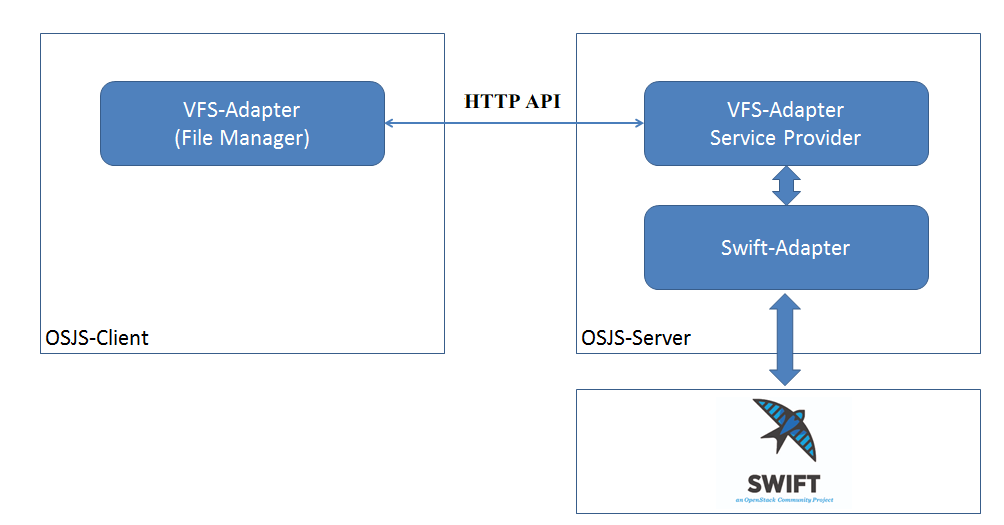 VFS-Adapter
(File Manager)
HTTP API
VFS-Adapter
Service Provider
Swift-Adapter
OSJS-Client
OSJS-Server
SWIFT
an OpenStack Community Project